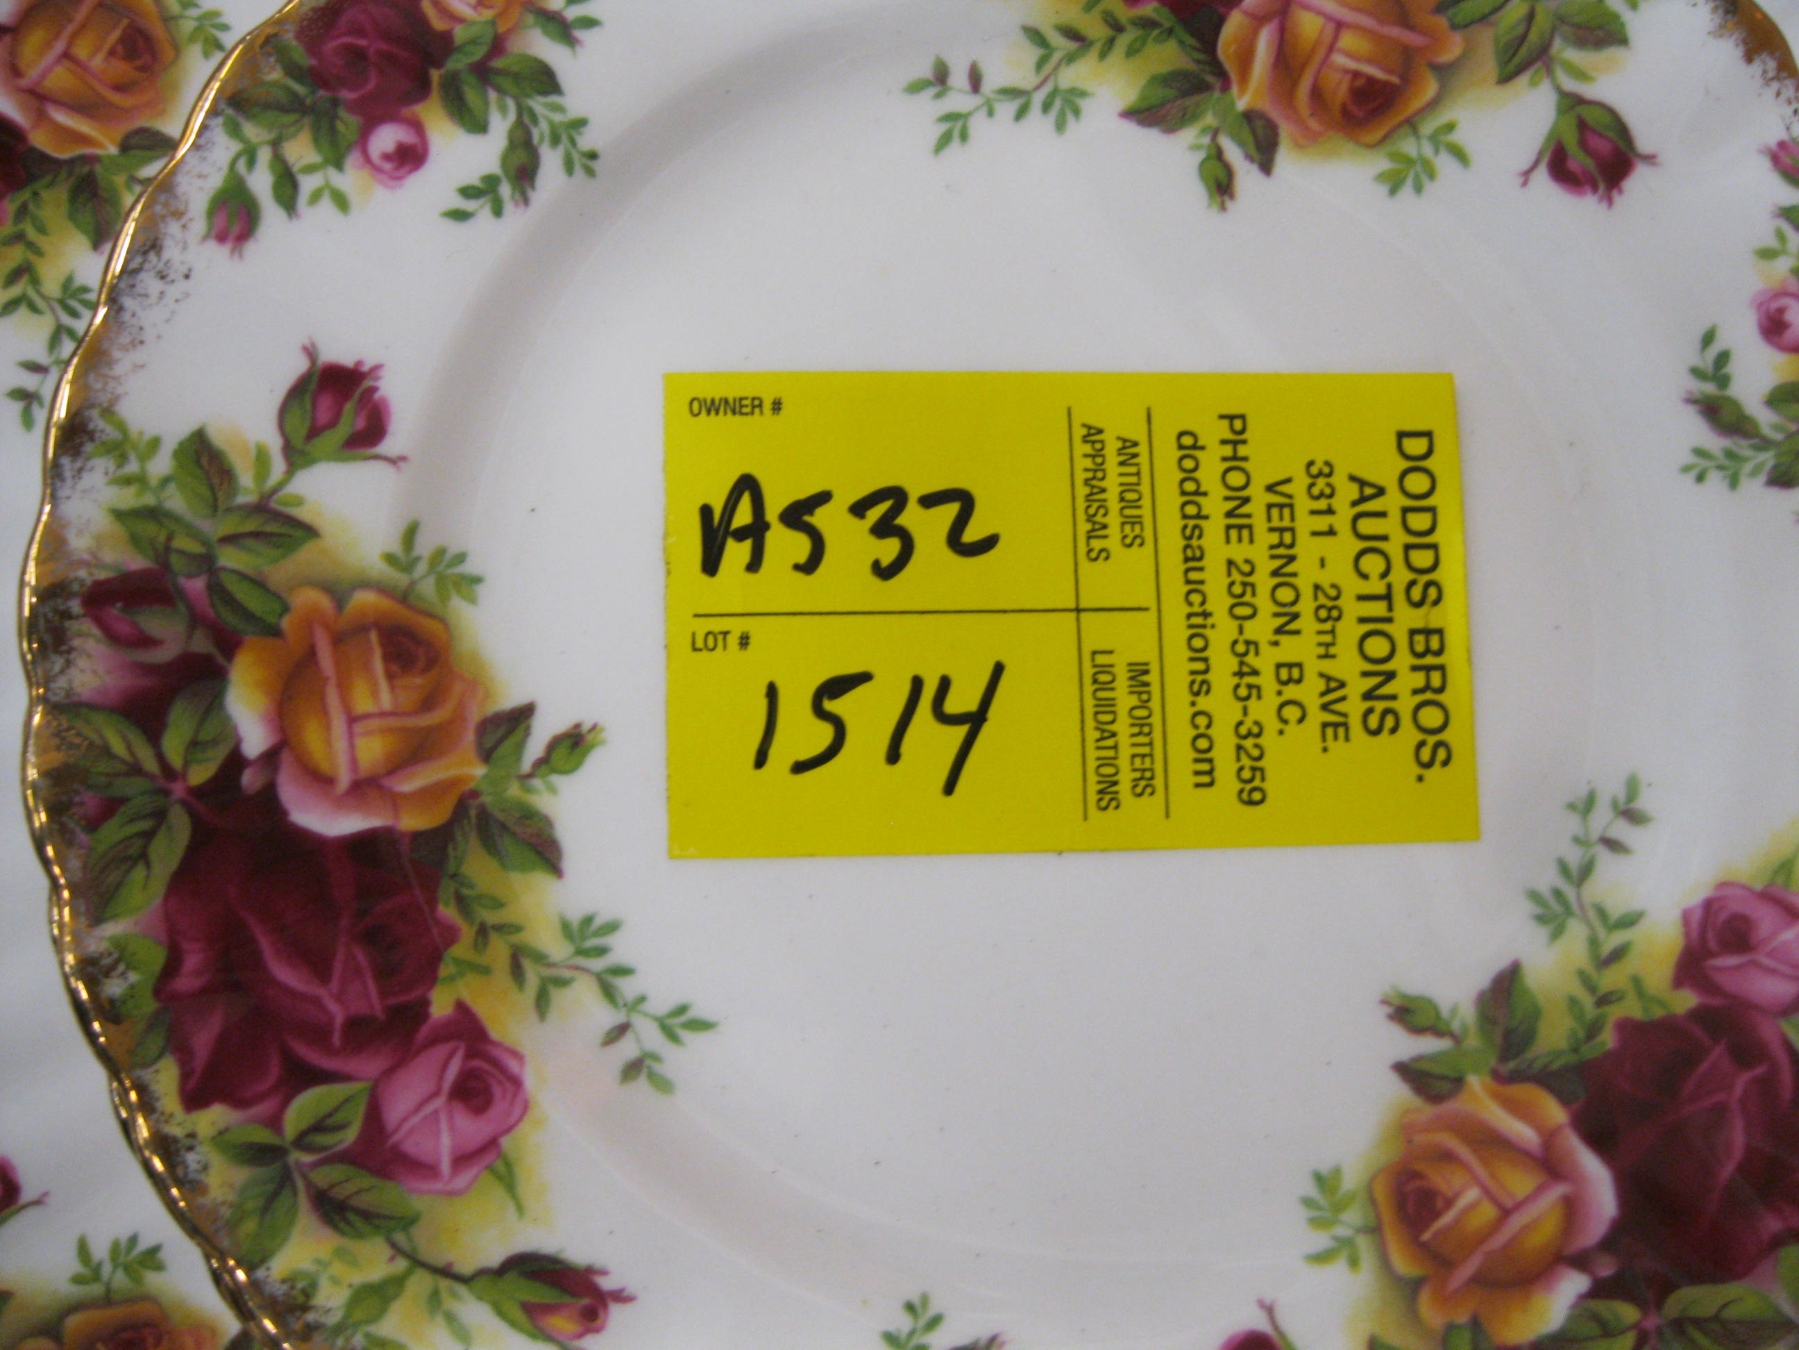 OWNER #
A532
LOT #
1514
DODDS BROS.
AUCTIONS
3311 - 28TH AVE.
VERNON, B.C.
PHONE 250-545-3259
doddsauctions.com
ANTIQUES
APPRAISALS
IMPORTERS
LIQUIDATIONS